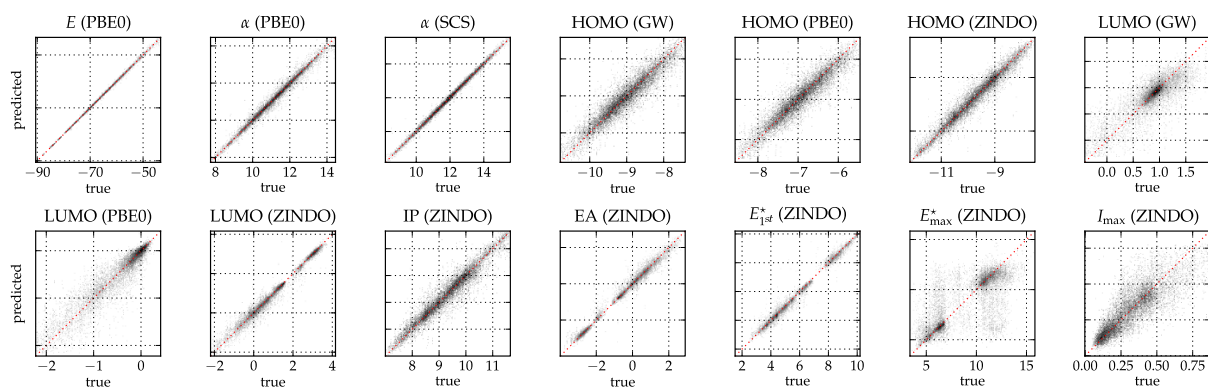 E (PBE0) α (PBE0) α (SCS) HOMO (GW) HOMO (PBE0) HOMO (ZINDO) LUMO (GW)
predicted
−90 −70 −50 8 10 12 14 10 12 14 −10 −9 −8 −8 −7 −6 −11 −9 0.0 0.5 1.0 1.5
true true true true true true true
LUMO (PBE0) LUMO (ZINDO) IP (ZINDO) EA (ZINDO) E*1st (ZINDO) E*max (ZINDO) Imax (ZINDO)
predicted
−2 −1 0 −2 0 2 4 8 9 10 11 −2 0 2 2 4 6 8 10 5 10 15 0.00 0.25 0.50 0.75
true true true true true true true